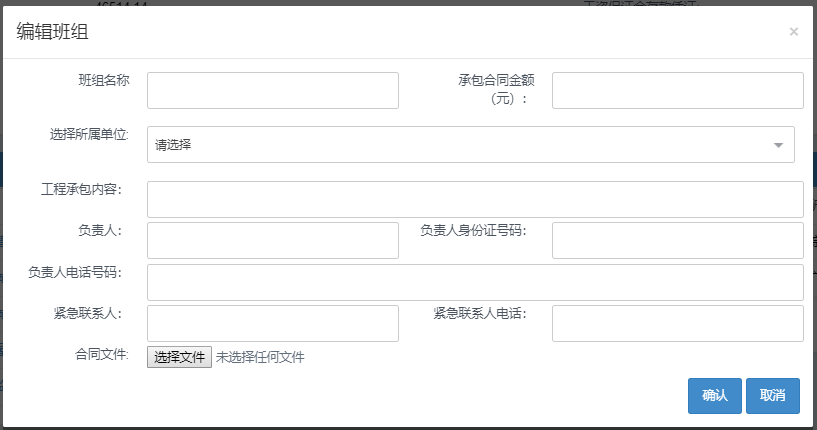 编辑班组
×
班组名称
承包合同金额
（元）：
选择所属单位:
请选择
工程承包内容：
负责人：
负责人身份证号码：
负责人电话号码：
紧急联系人：
紧急联系人电话：
合同文件:
选择文件 未选择任何文件
确认 取消